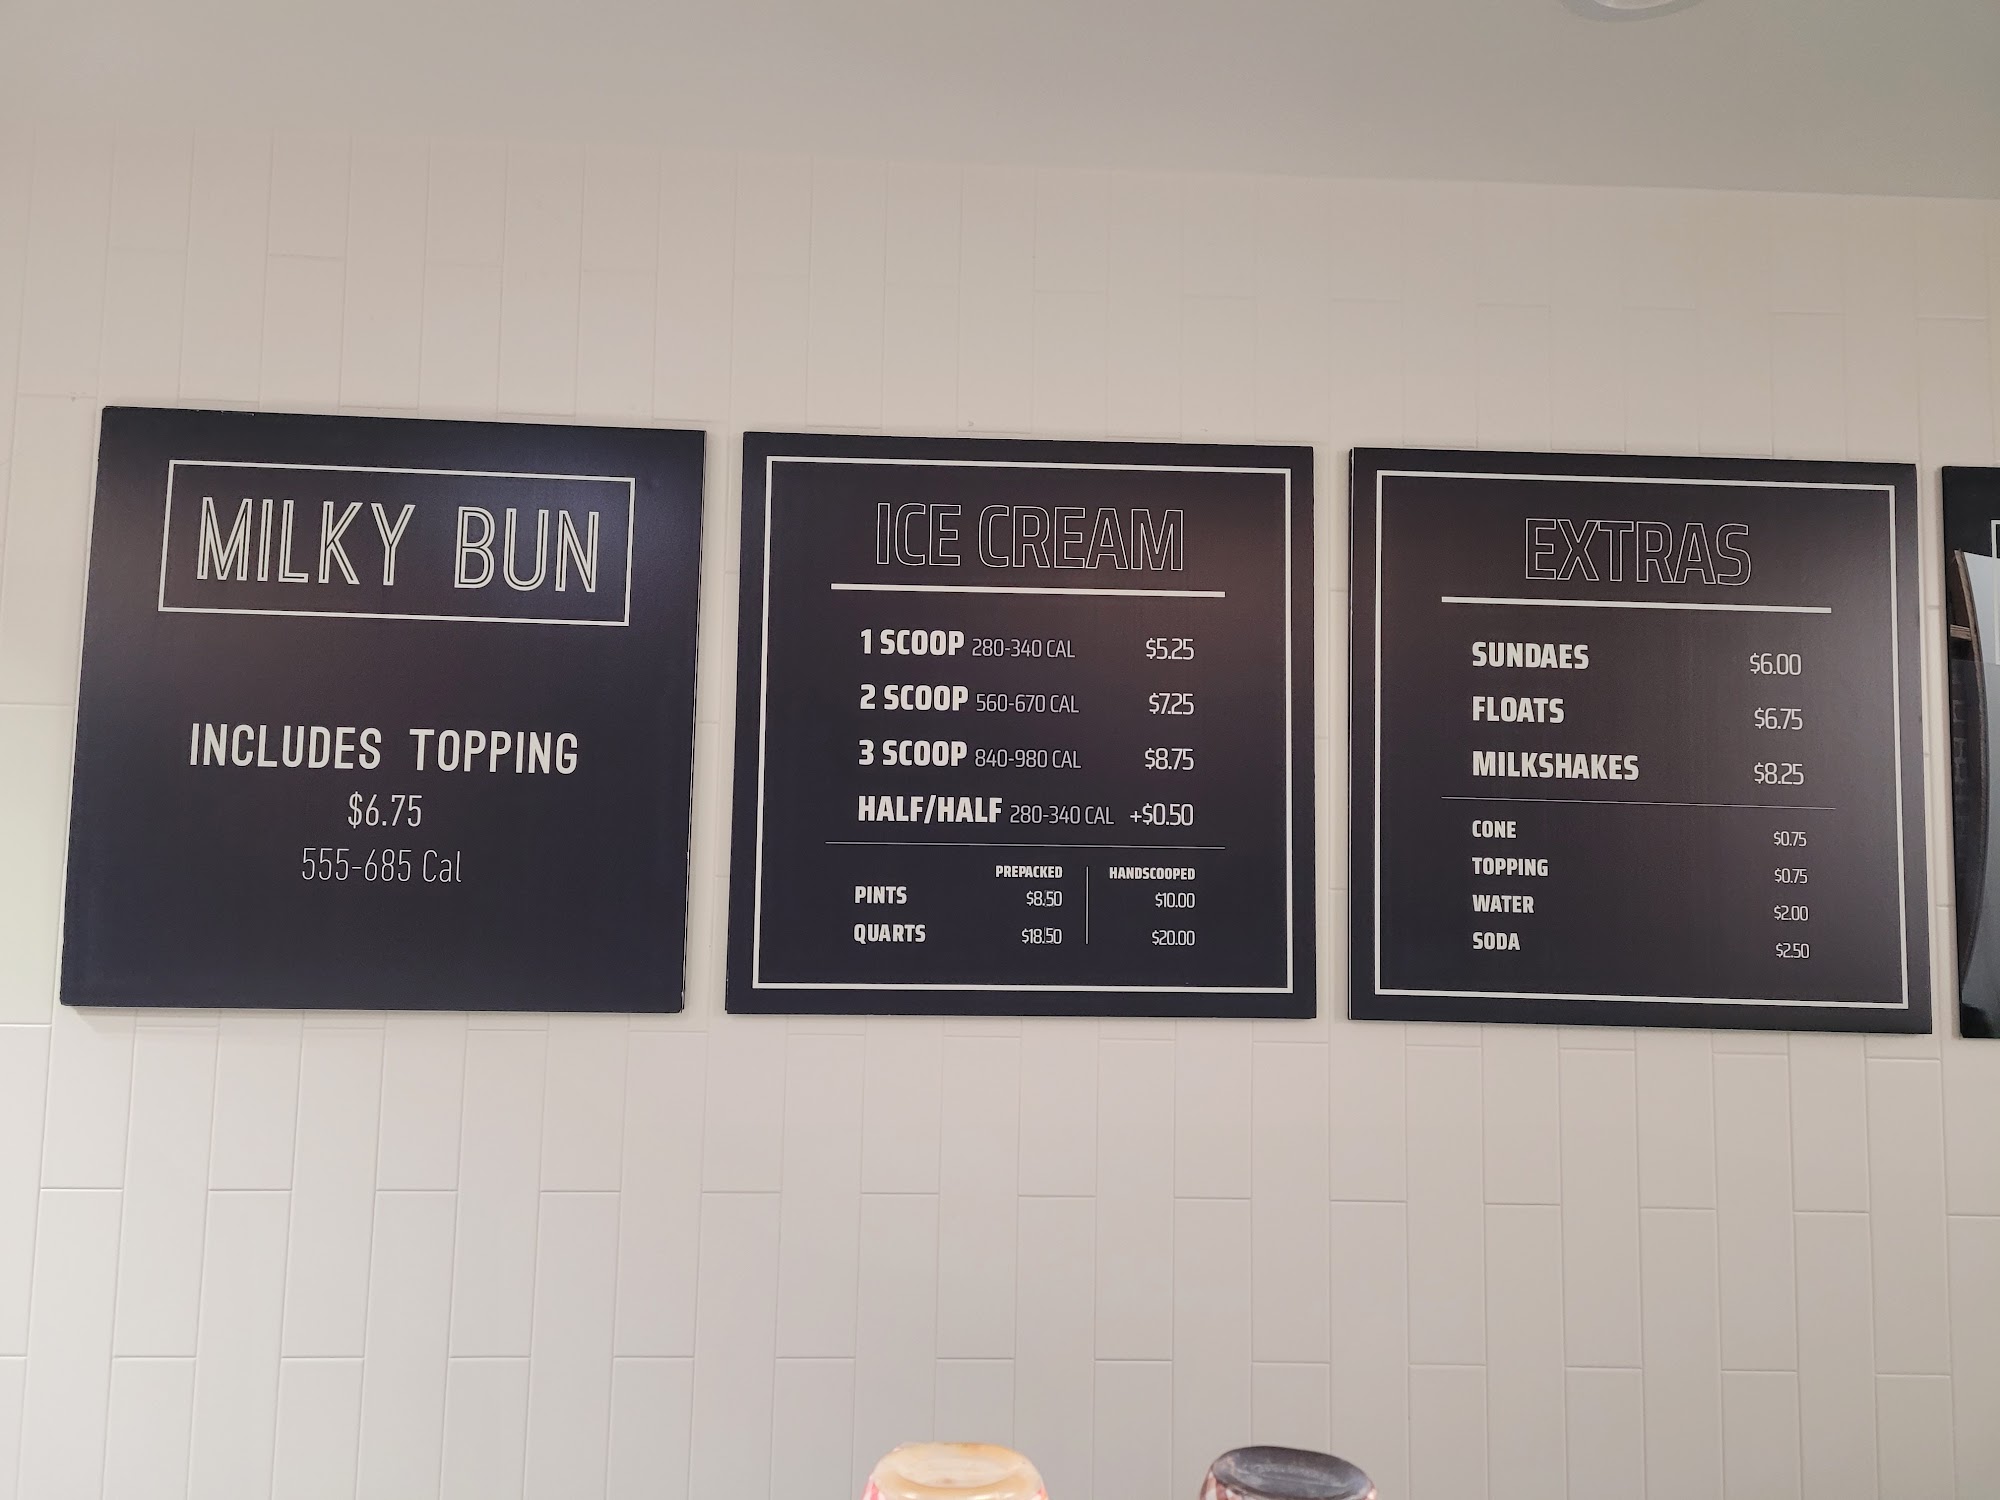 MILKY BUN
INCLUDES TOPPING
$6.75
555-685 Cal
ICE CREAM
1 SCOOP 280-340 CAL $5.25
2 SCOOP 560-670 CAL $7.25
3 SCOOP 840-980 CAL $8.75
HALF/HALF 280-340 CAL +$0.50
PREPACKED HANDSCOOPED
PINTS $8.50 $10.00
QUARTS $18.50 $20.00
EXTRAS
SUNDAES $6.00
FLOATS $6.75
MILKSHAKES $8.25
CONE $0.75
TOPPING $0.75
WATER $2.00
SODA $2.50